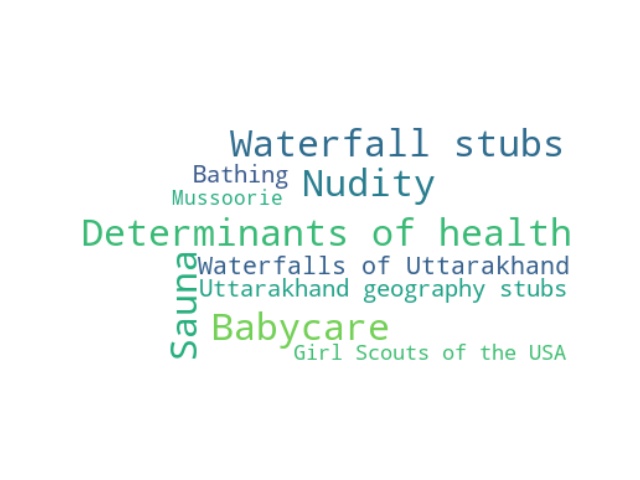 Waterfall stubs
Bathing
Nudity
Mussoorie
Determinants of health
Waterfalls of Uttarakhand
Sauna
Uttarakhand geography stubs
Babycare
Girl Scouts of the USA